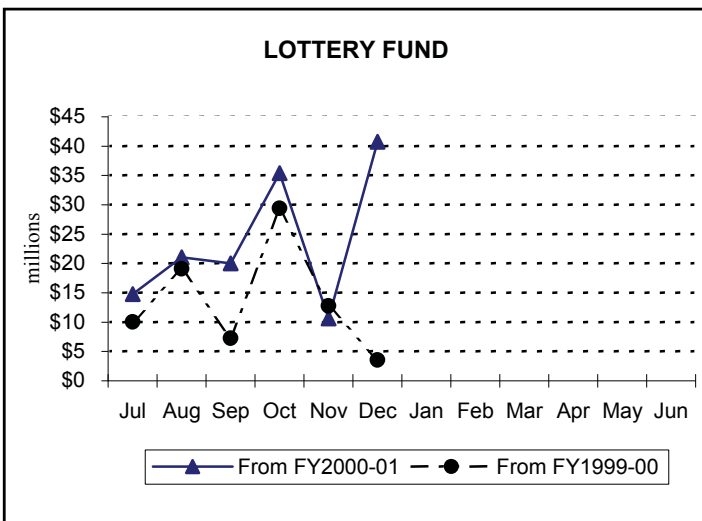 LOTTERY FUND
$45
$40
$35
$30
$25
$20
$15
$10
$5
$0
millions
Jul Aug Sep Oct Nov Dec Jan Feb Mar Apr May Jun
From FY2000-01 From FY1999-00